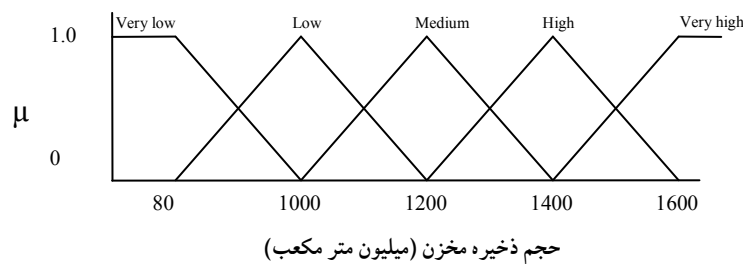 Very low Low Medium High Very high
1.0
μ
0
80 1000 1200 1400 1600
حجم ذخیره مخزن (میلیون متر مکعب)